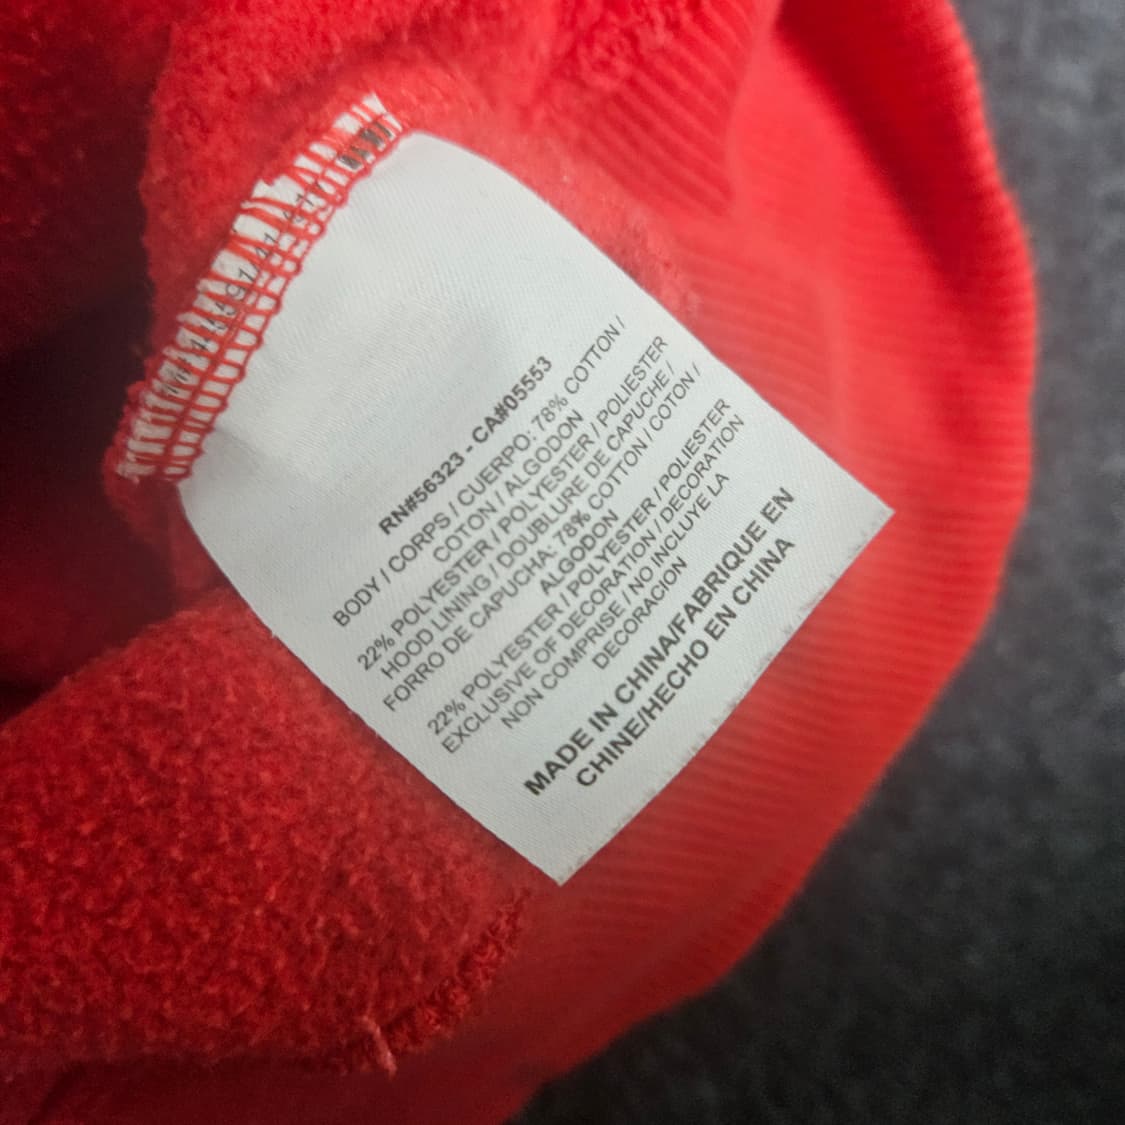 RN#56323 - CA#05553
BODY / CORPS / CUERPO: 78% COTTON /
COTON / ALGODON
22% POLYESTER / POLYESTER / POLIESTER
HOOD LINING / DOUBLURE DE CAPUCHE /
FORRO DE CAPUCHA: 78% COTTON / COTON /
ALGODON
22% POLYESTER / POLYESTER / POLIESTER
EXCLUSIVE OF DECORATION / DECORATION
NON COMPRISE / NO INCLUYE LA
DECORACION
MADE IN CHINA/FABRIQUE EN
CHINE/HECHO EN CHINA